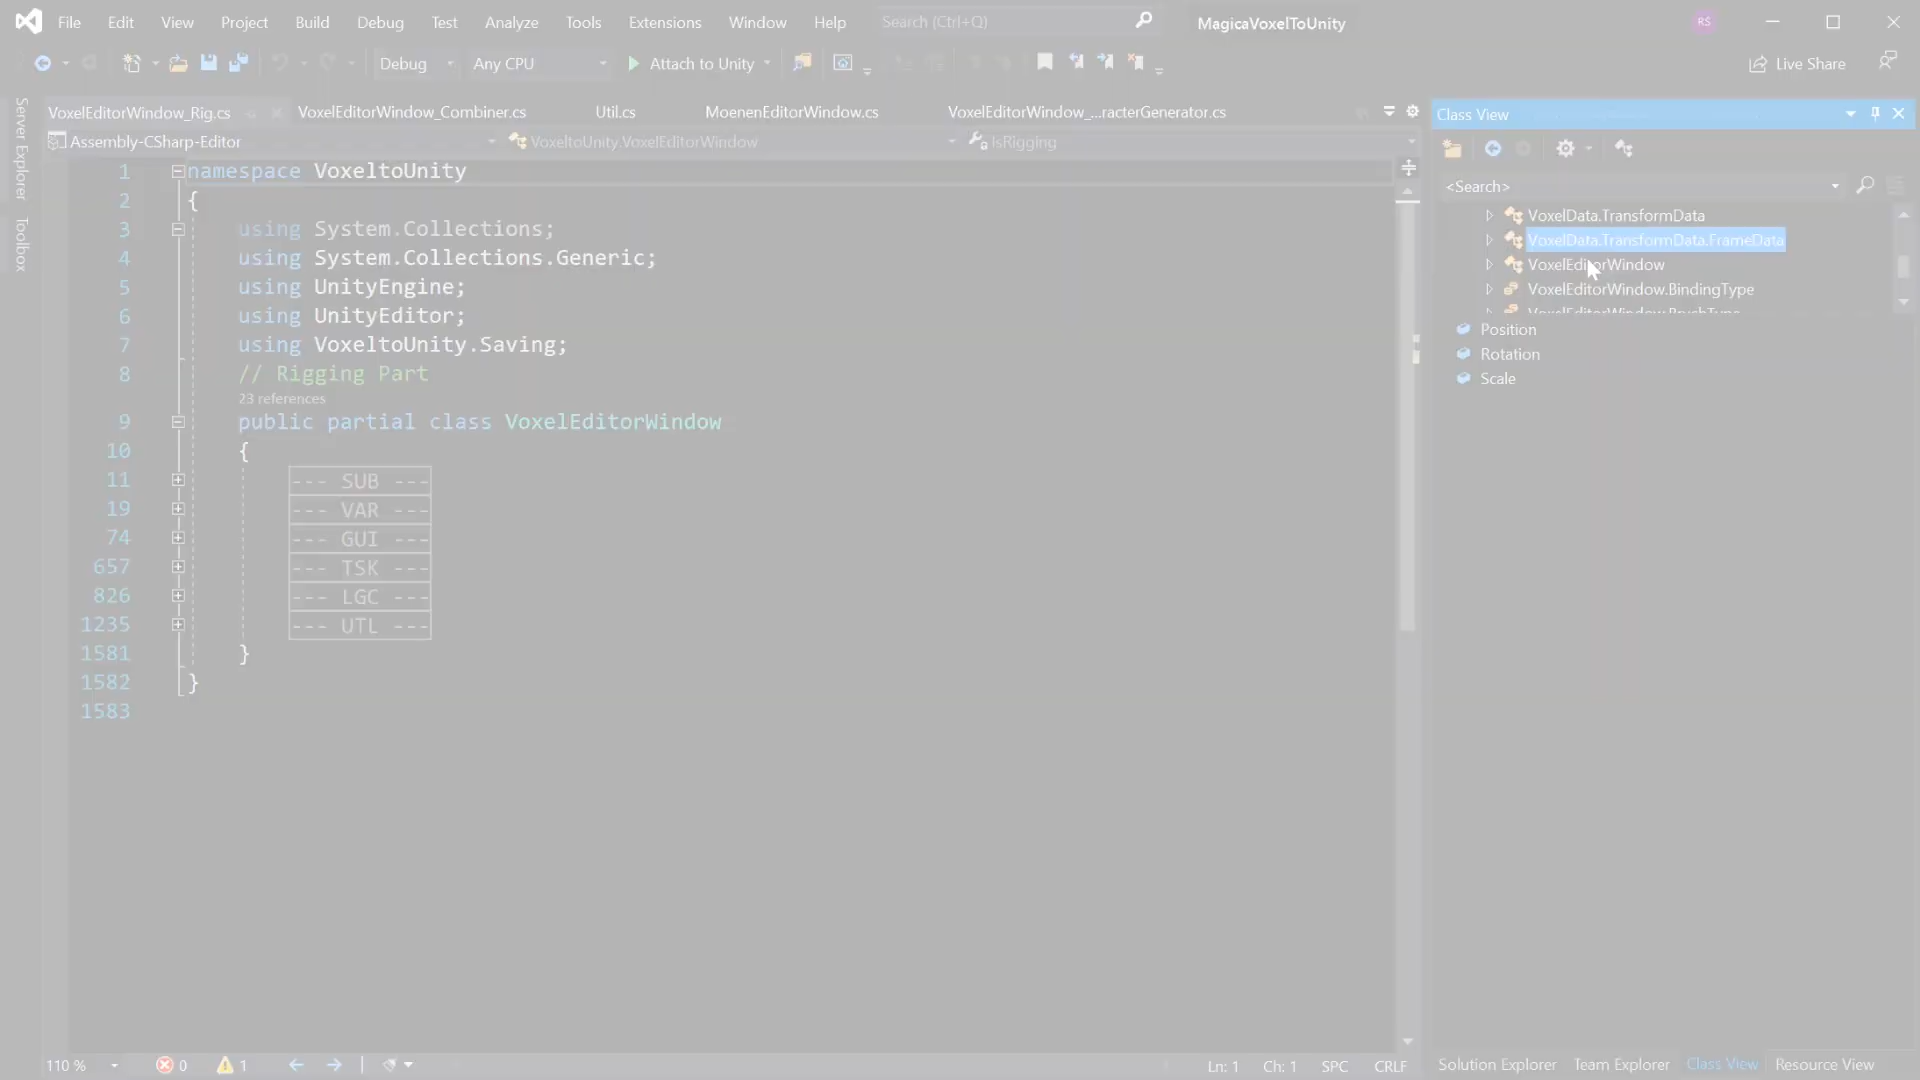 File Edit View Project Build Debug Test Analyze Tools Extensions Window Help Search (Ctrl+Q) MagicaVoxelToUnity RS
Debug Any CPU Attach to Unity Live Share
Server Explorer
Toolbox
VoxelEditorWindow_Rig.cs VoxelEditorWindow_Combiner.cs Util.cs MoenenEditorWindow.cs VoxelEditorWindow_...racterGenerator.cs
Assembly-CSharp-Editor VoxeltoUnity.VoxelEditorWindow IsRigging
1 namespace VoxeltoUnity
2 {
3 using System.Collections;
4 using System.Collections.Generic;
5 using UnityEngine;
6 using UnityEditor;
7 using VoxeltoUnity.Saving;
8 // Rigging Part
23 references
9 public partial class VoxelEditorWindow
10 {
11 --- SUB ---
19 --- VAR ---
74 --- GUI ---
657 --- TSK ---
826 --- LGC ---
1235 --- UTL ---
1581 }
1582 }
1583
110 % 0 1 Ln: 1 Ch: 1 SPC CRLF
Class View
<Search>
VoxelData.TransformData
VoxelData.TransformData.FrameData
VoxelEditorWindow
VoxelEditorWindow.BindingType
VoxelEditorWindow.BrushType
Position
Rotation
Scale
Solution Explorer Team Explorer Class View Resource View